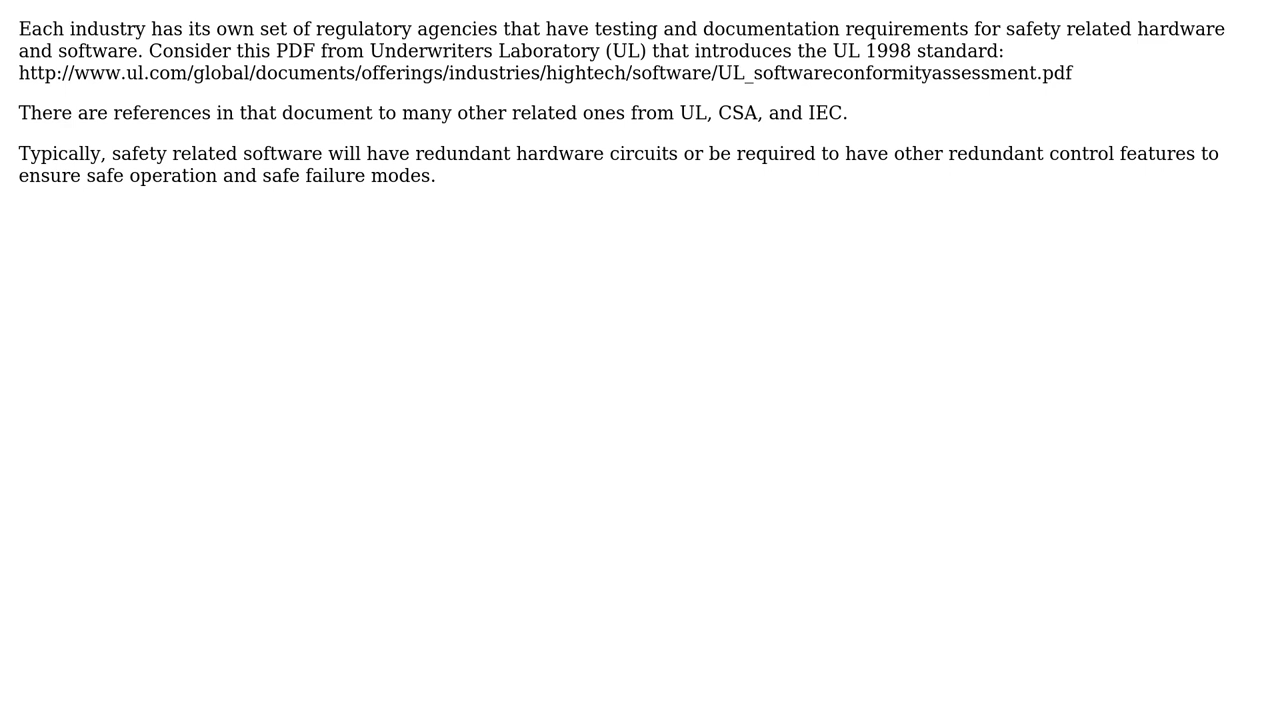 Each industry has its own set of regulatory agencies that have testing and documentation requirements for safety related hardware
and software. Consider this PDF from Underwriters Laboratory (UL) that introduces the UL 1998 standard:
http://www.ul.com/global/documents/offerings/industries/hightech/software/UL_softwareconformityassessment.pdf
There are references in that document to many other related ones from UL, CSA, and IEC.
Typically, safety related software will have redundant hardware circuits or be required to have other redundant control features to
ensure safe operation and safe failure modes.